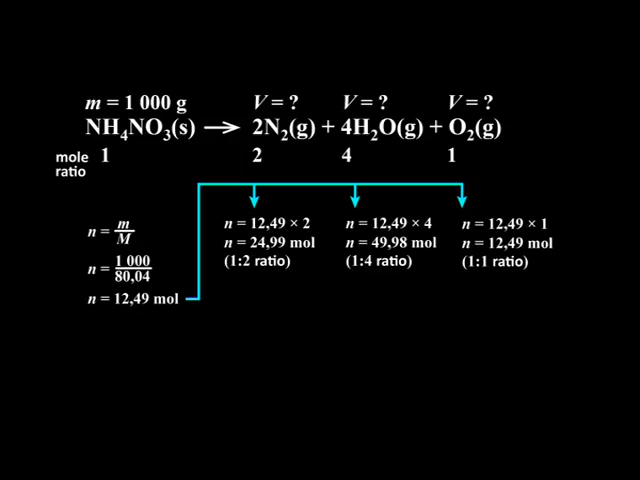 m = 1 000 g V = ? V = ? V = ?
NH₄NO₃(s) → 2N₂(g) + 4H₂O(g) + O₂(g)
mole ratio 1 2 4 1
n = m/M
n = 1 000/80,04
n = 12,49 mol
n = 12,49 × 2
n = 24,99 mol
(1:2 ratio)
n = 12,49 × 4
n = 49,98 mol
(1:4 ratio)
n = 12,49 × 1
n = 12,49 mol
(1:1 ratio)